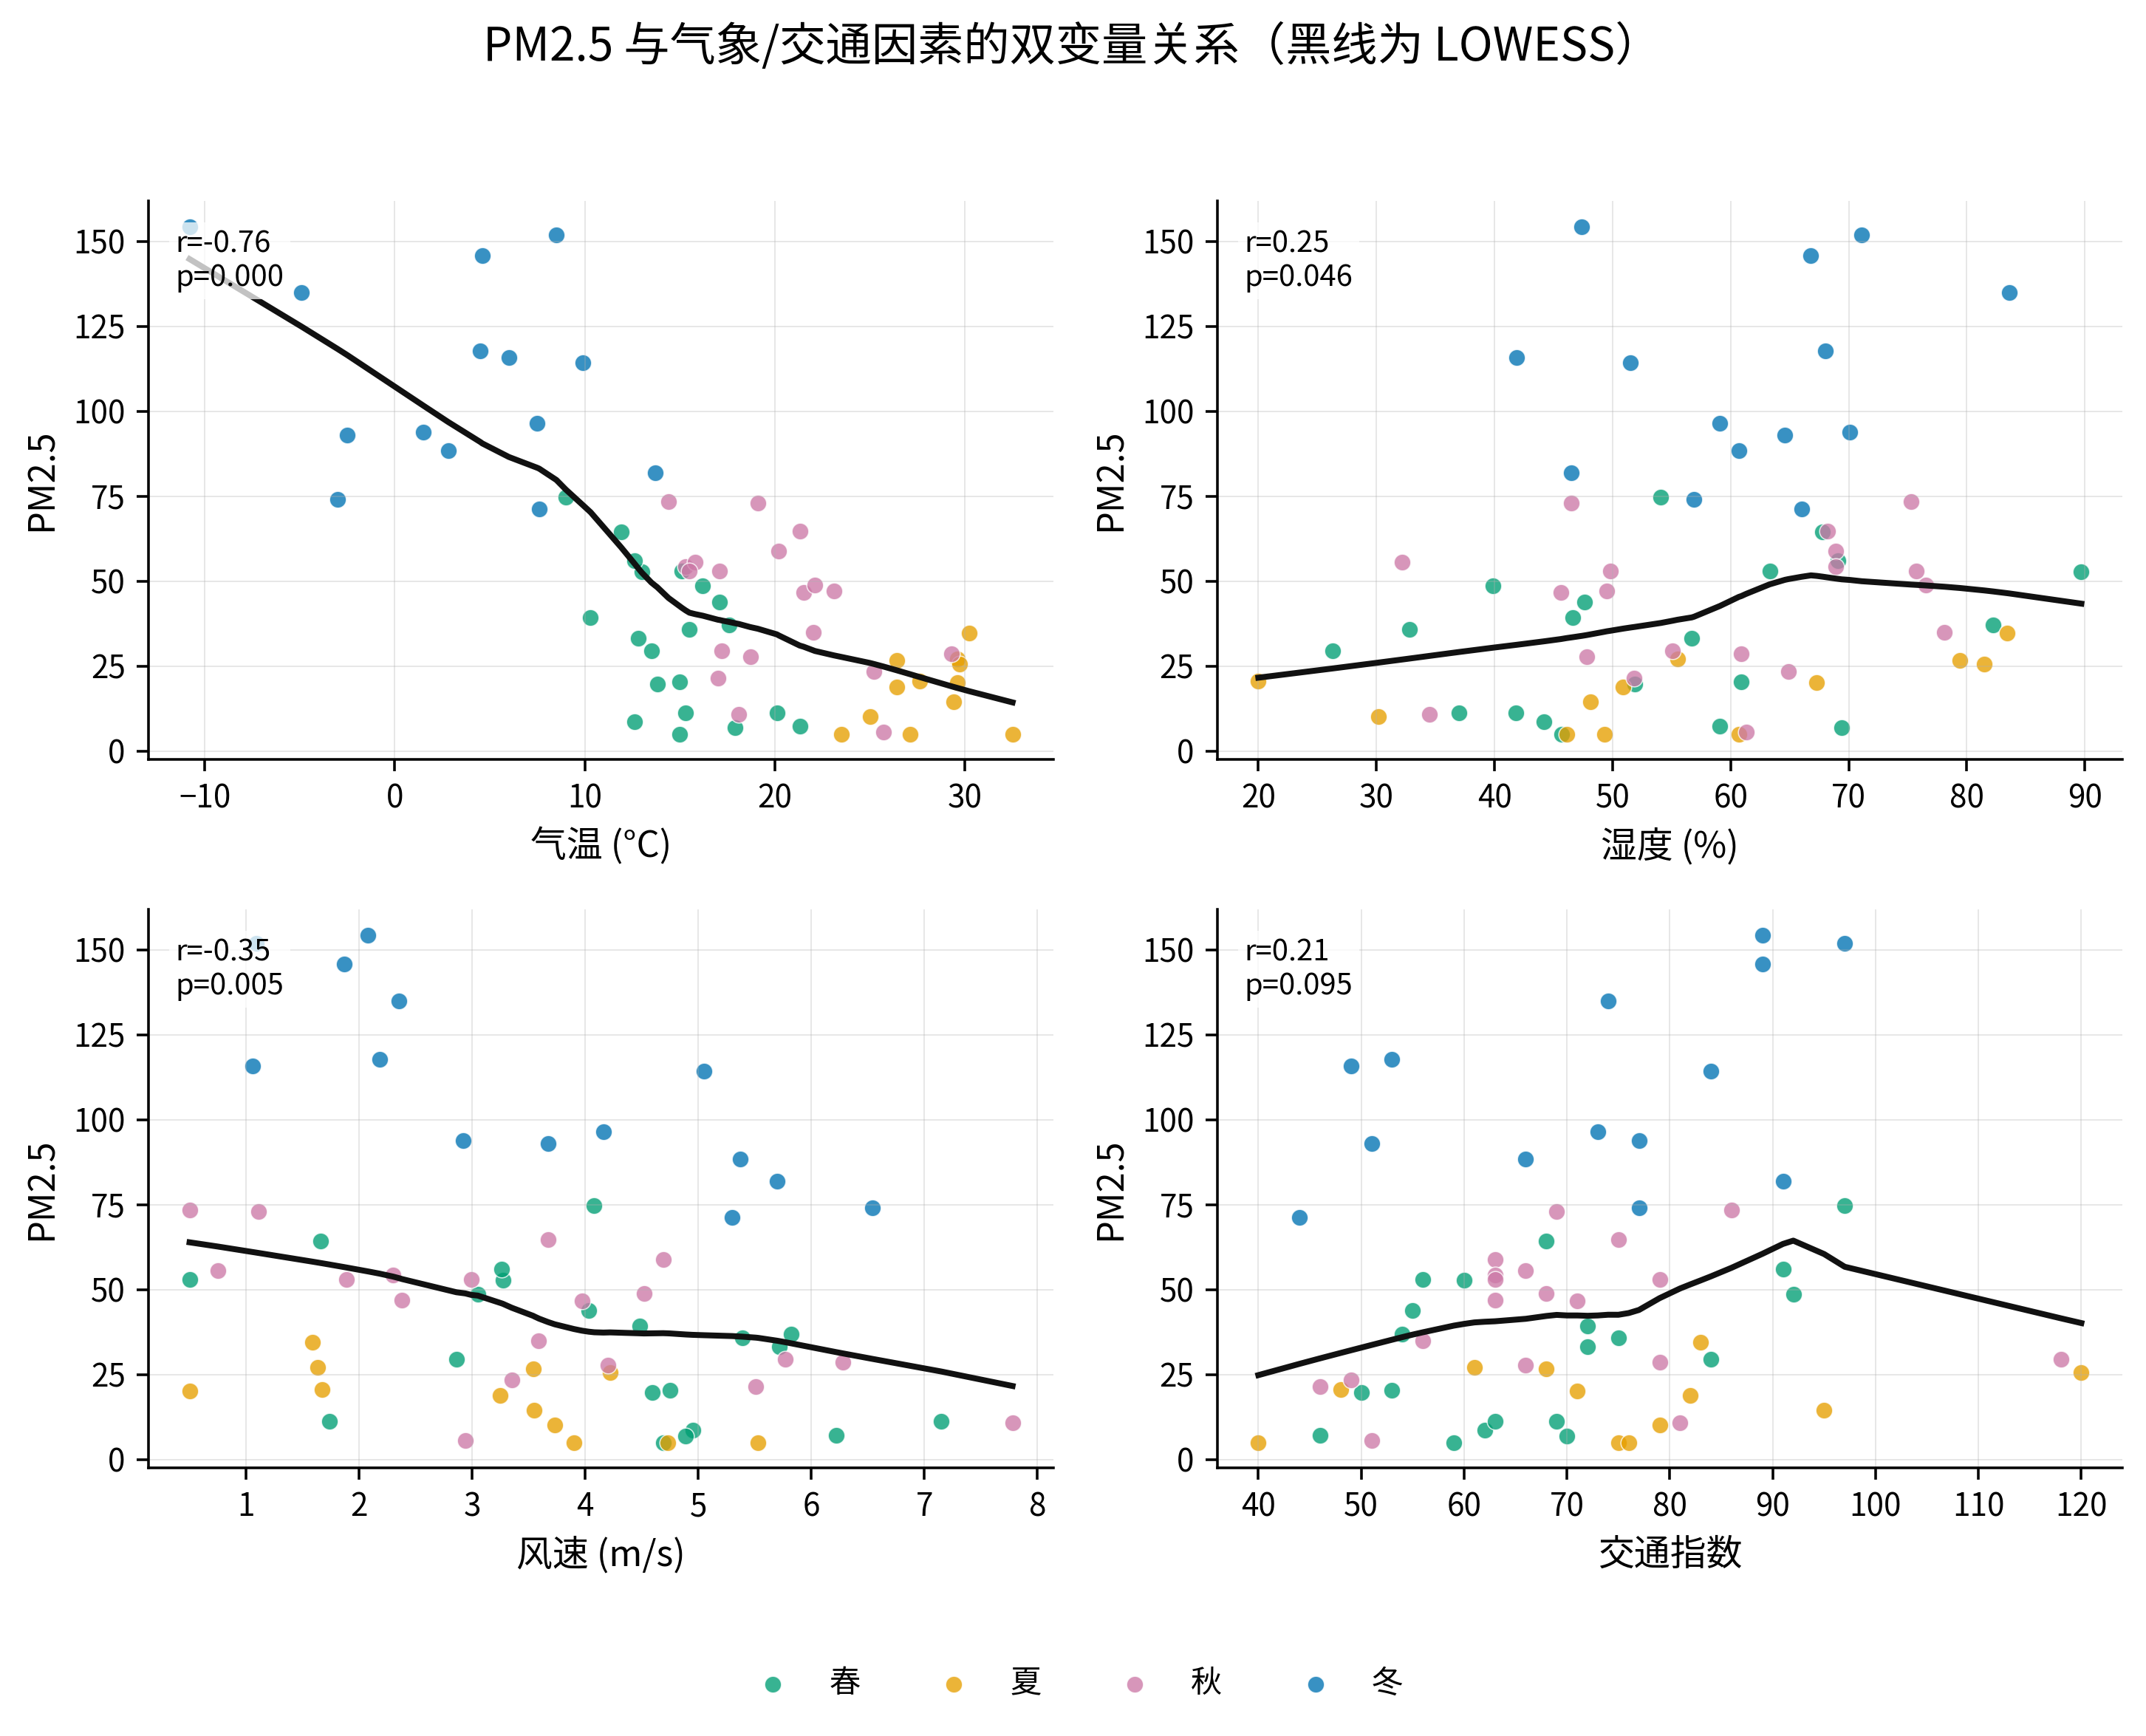 PM2.5 与气象/交通因素的双变量关系（黑线为 LOWESS）
r=-0.76
p=0.000
150
125
100
75
50
25
0
PM2.5
−10 0 10 20 30
气温 (°C)
r=0.25
p=0.046
150
125
100
75
50
25
0
PM2.5
20 30 40 50 60 70 80 90
湿度 (%)
r=-0.35
p=0.005
150
125
100
75
50
25
0
PM2.5
1 2 3 4 5 6 7 8
风速 (m/s)
r=0.21
p=0.095
150
125
100
75
50
25
0
PM2.5
40 50 60 70 80 90 100 110 120
交通指数
春 夏 秋 冬